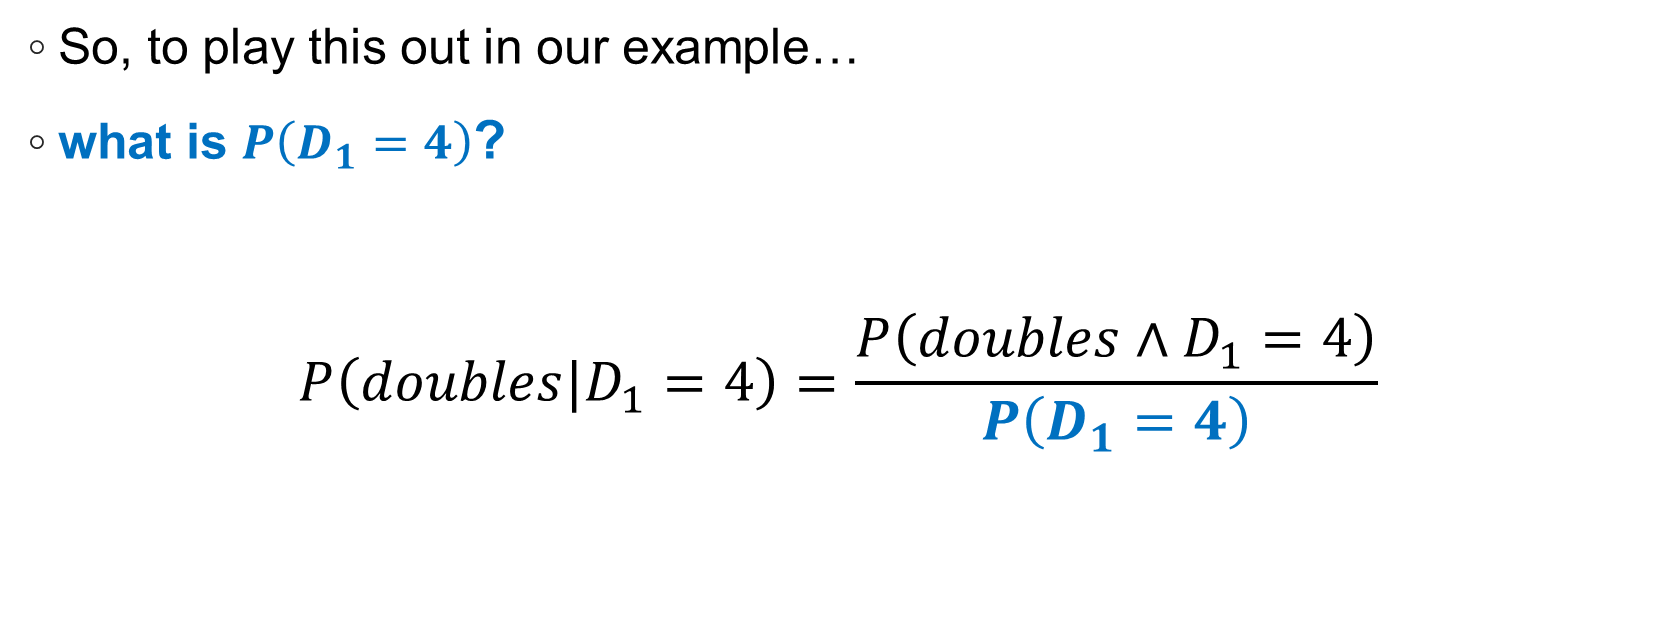 ◦ So, to play this out in our example…
◦ what is P(D₁ = 4)?
P(doubles|D₁ = 4) = P(doubles ∧ D₁ = 4) / P(D₁ = 4)